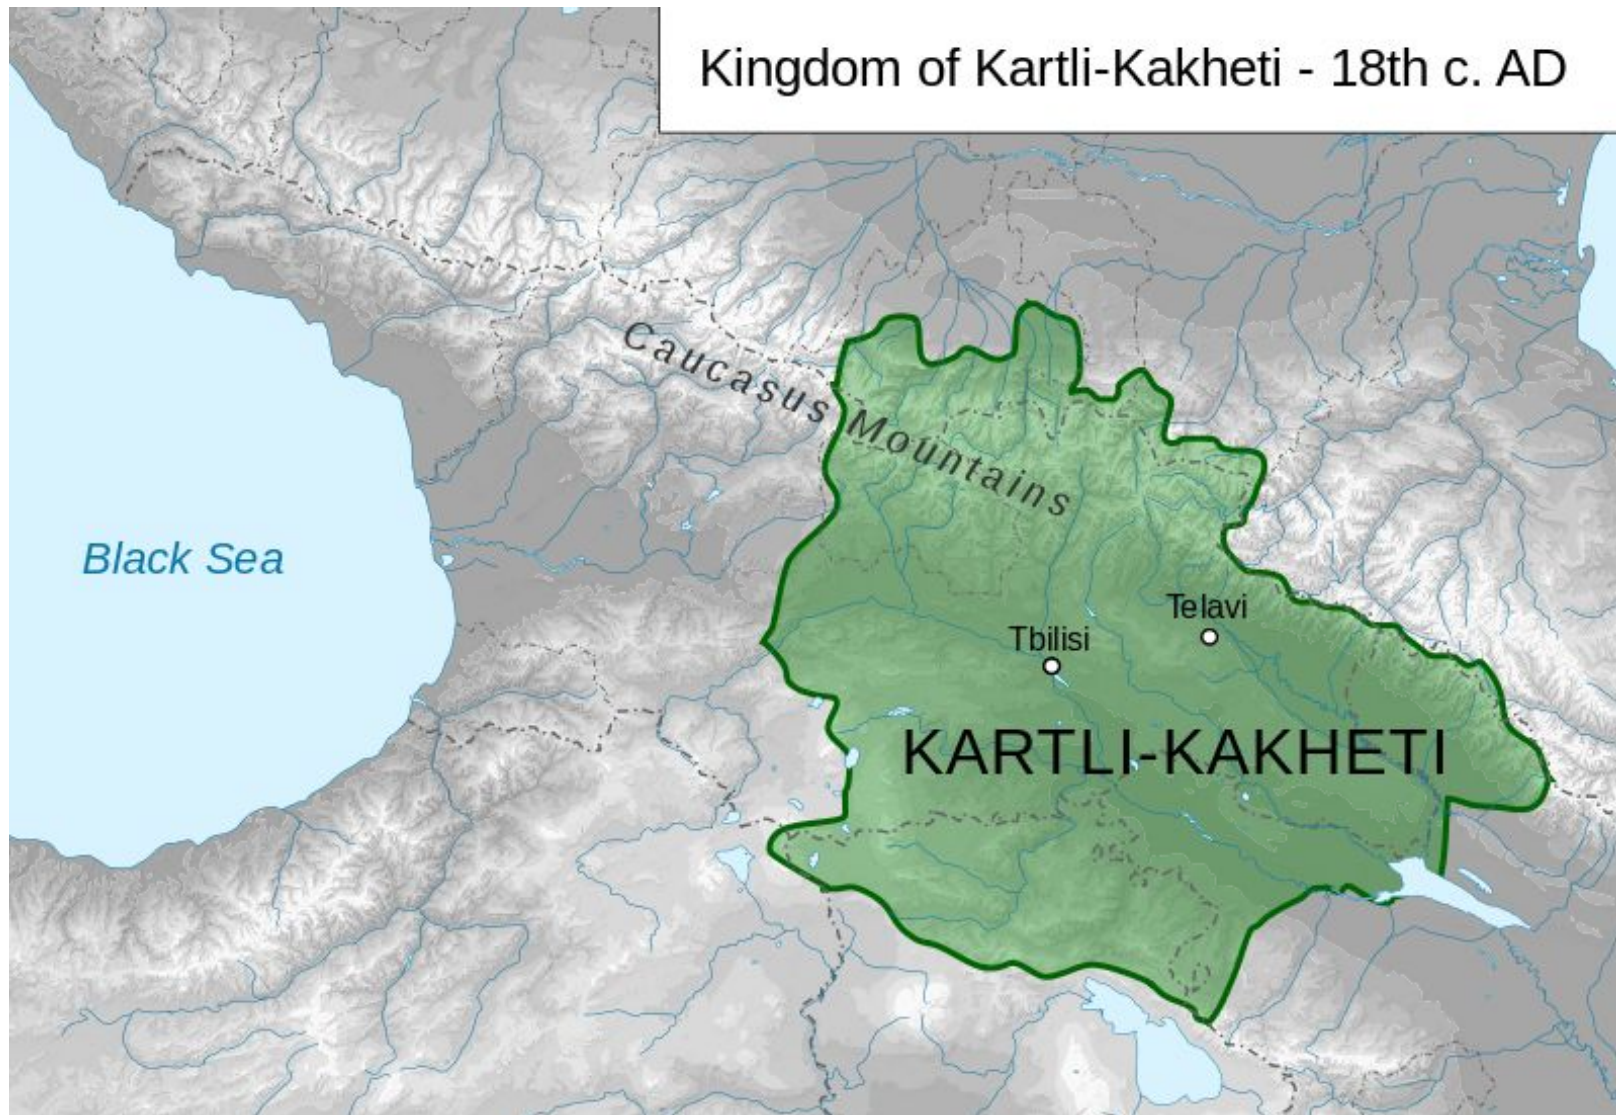 Kingdom of Kartli-Kakheti - 18th c. AD
Caucasus Mountains
Black Sea
Telavi
Tbilisi
KARTLI-KAKHETI